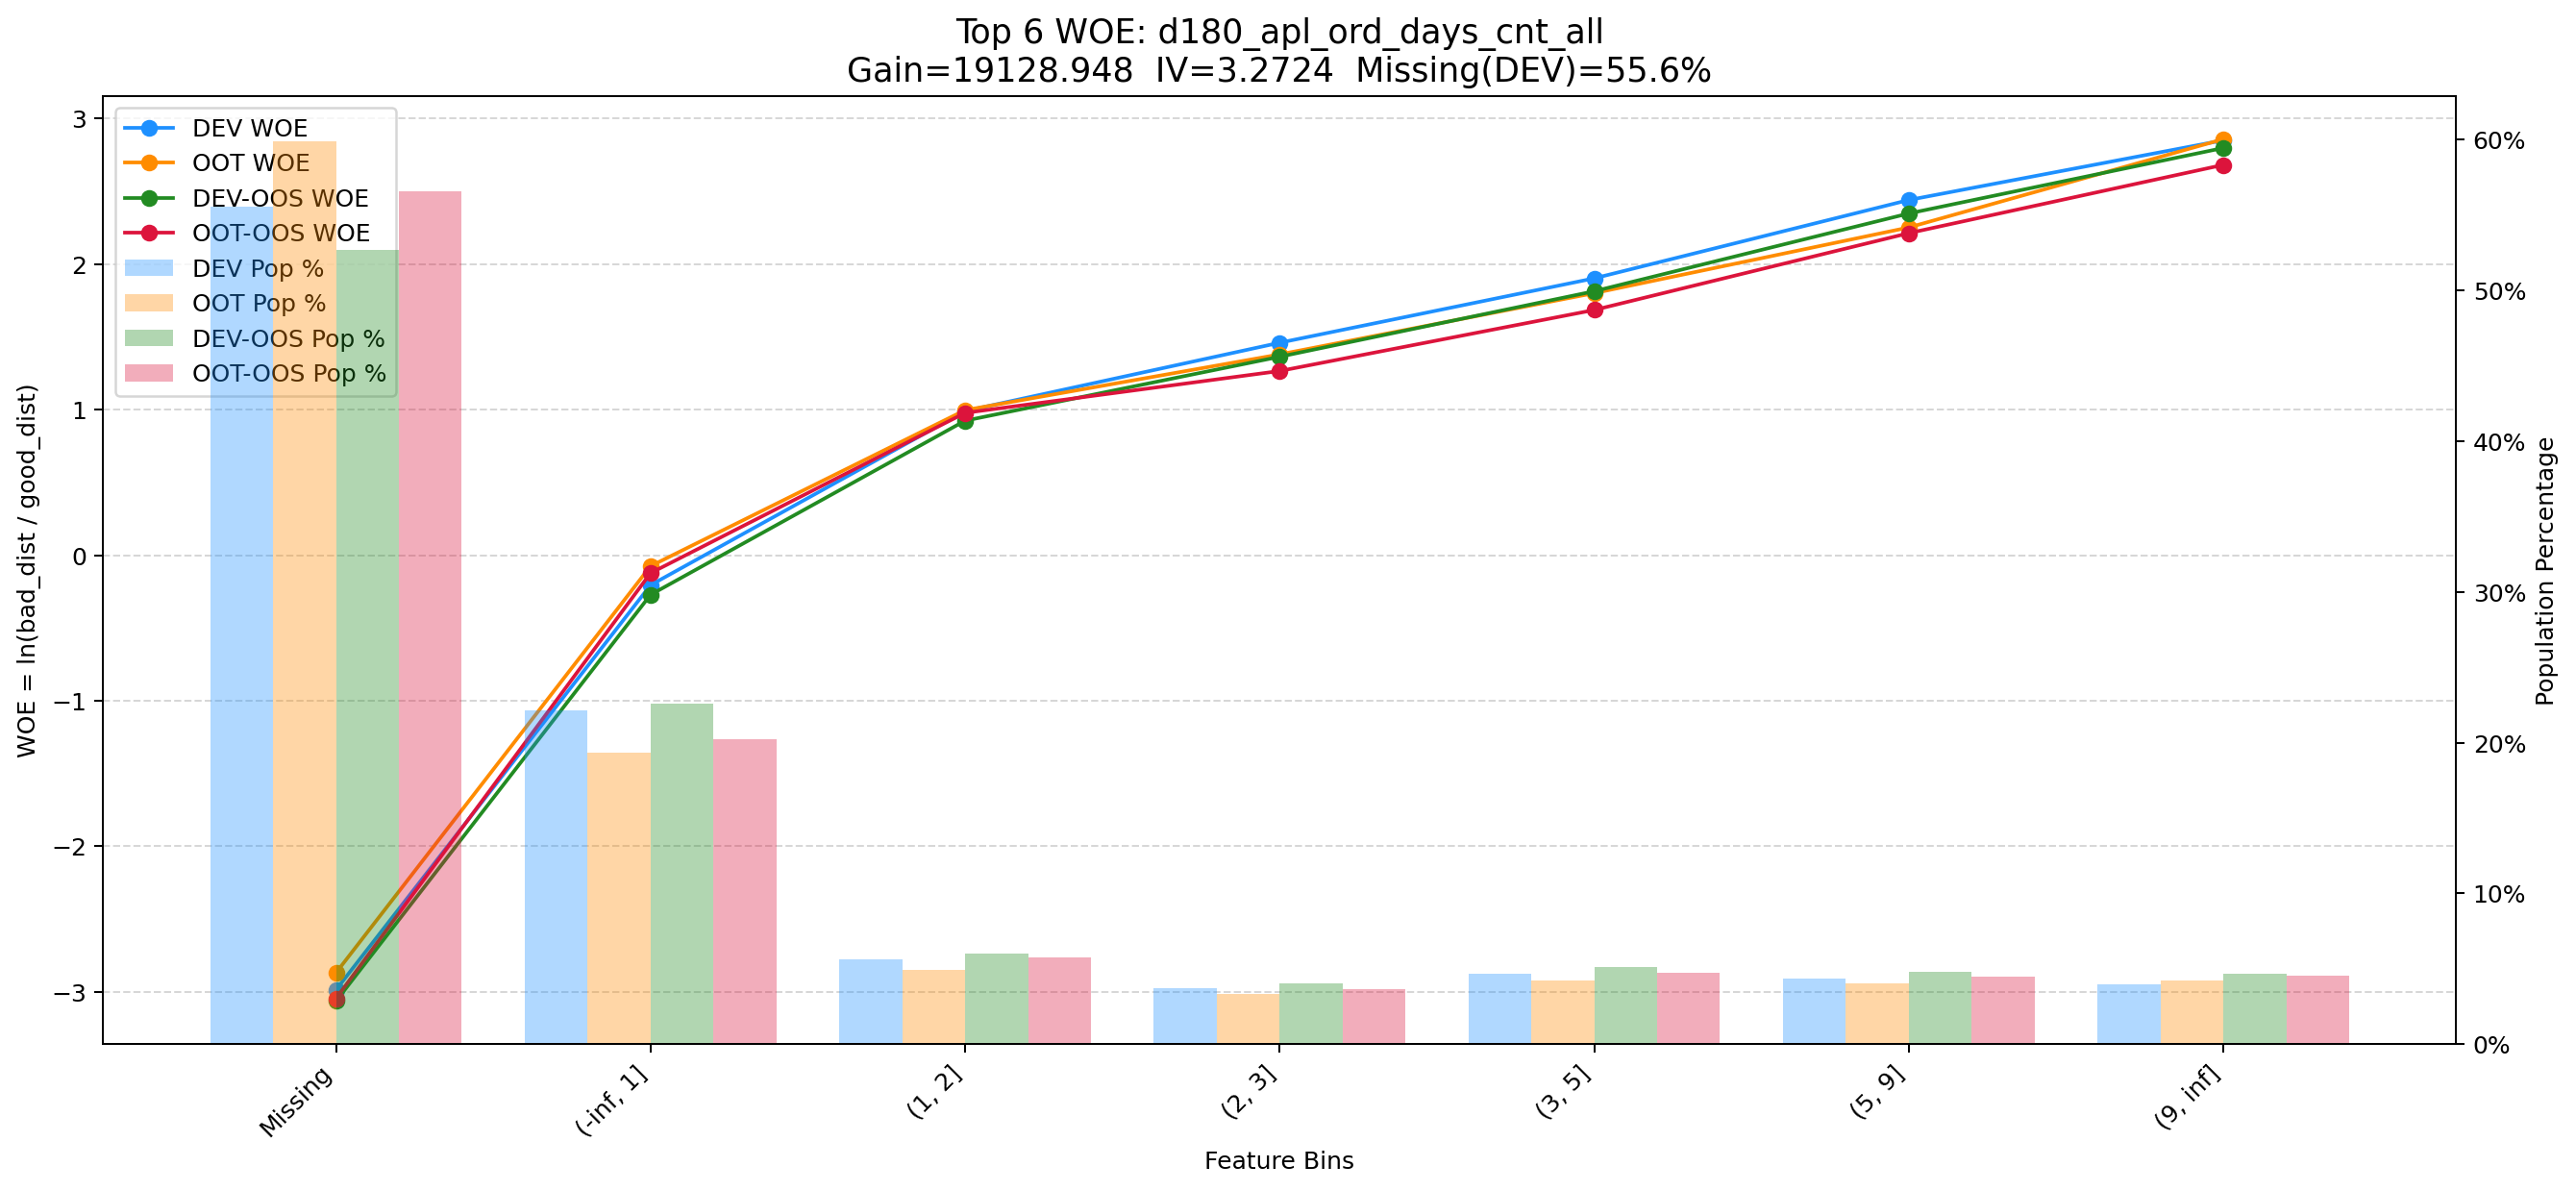 Top 6 WOE: d180_apl_ord_days_cnt_all
Gain=19128.948  IV=3.2724  Missing(DEV)=55.6%
DEV WOE
OOT WOE
DEV-OOS WOE
OOT-OOS WOE
DEV Pop %
OOT Pop %
DEV-OOS Pop %
OOT-OOS Pop %
WOE = ln(bad_dist / good_dist)
3
2
1
0
−1
−2
−3
60%
50%
40%
30%
20%
10%
0%
Population Percentage
Missing
(-inf, 1]
(1, 2]
(2, 3]
(3, 5]
(5, 9]
(9, inf]
Feature Bins